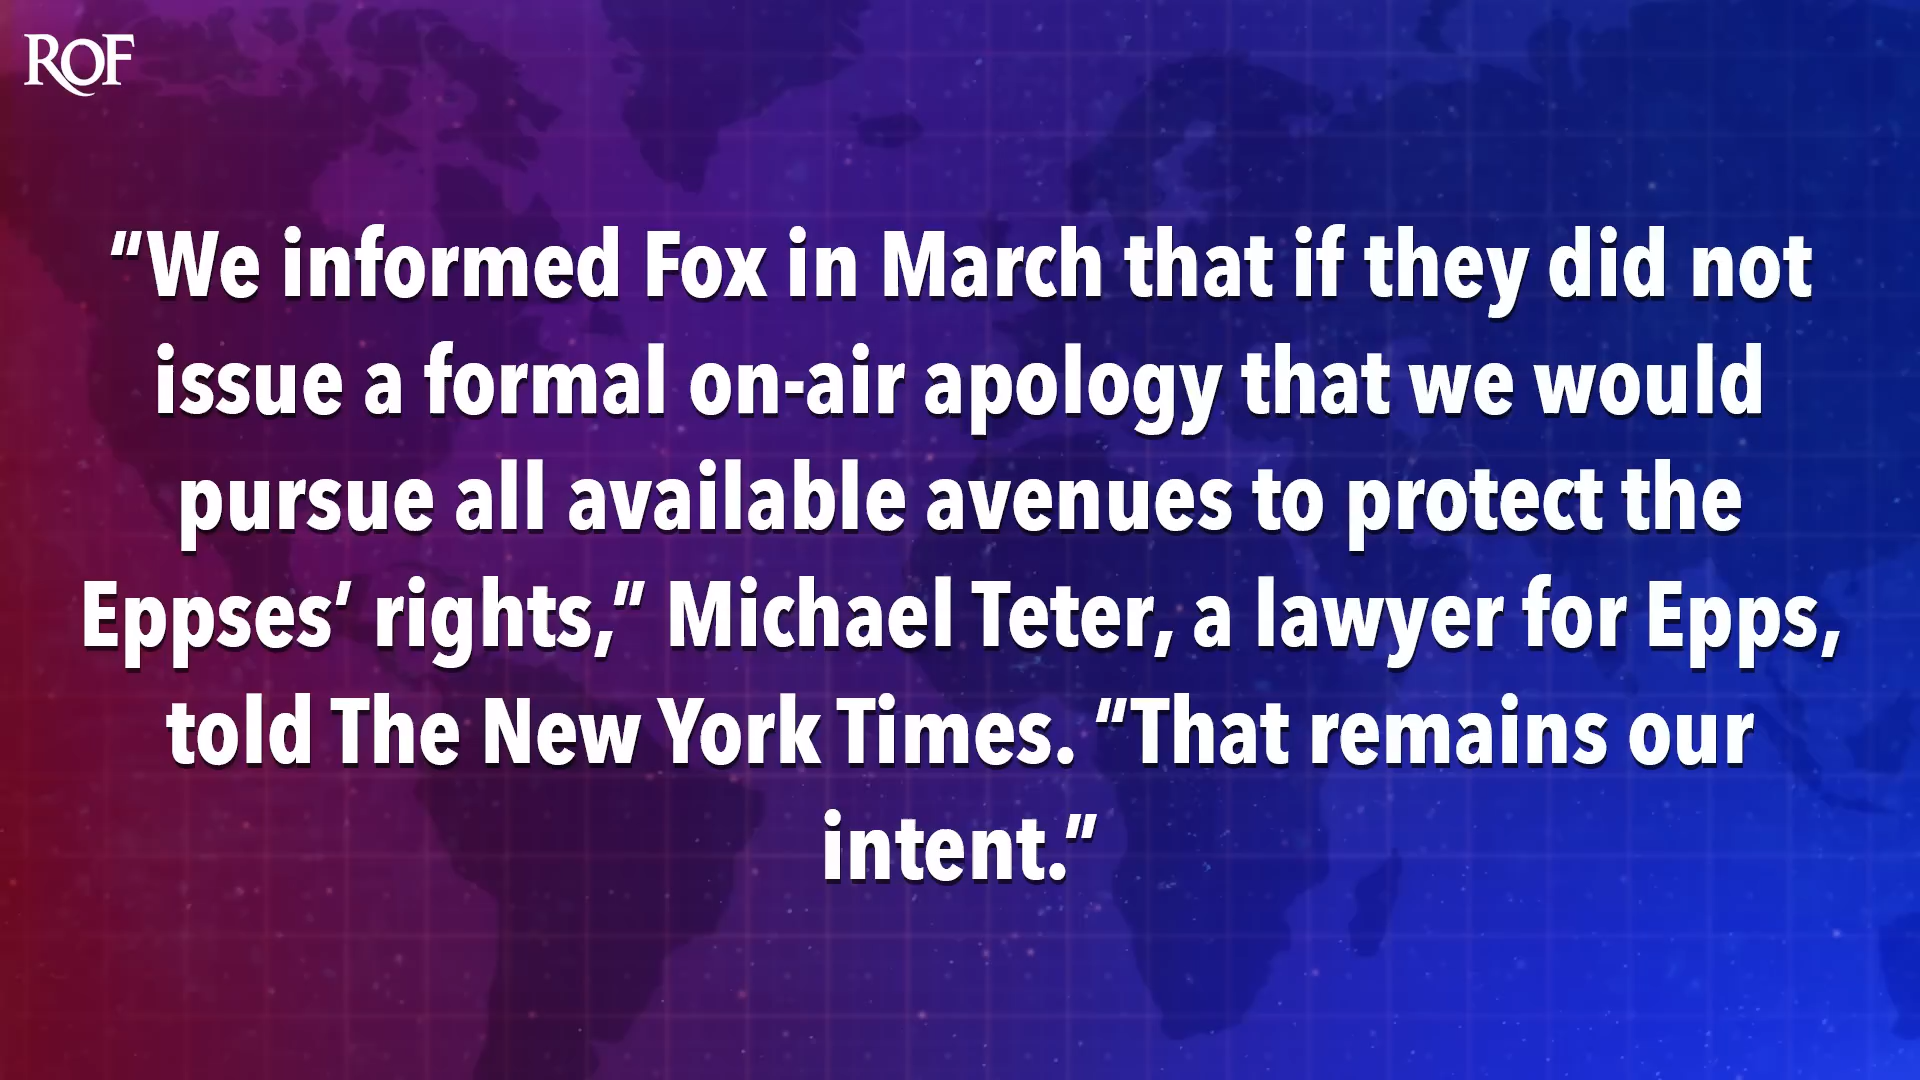 ROF
“We informed Fox in March that if they did not
issue a formal on-air apology that we would
pursue all available avenues to protect the
Eppses’ rights,” Michael Teter, a lawyer for Epps,
told The New York Times. “That remains our
intent.”